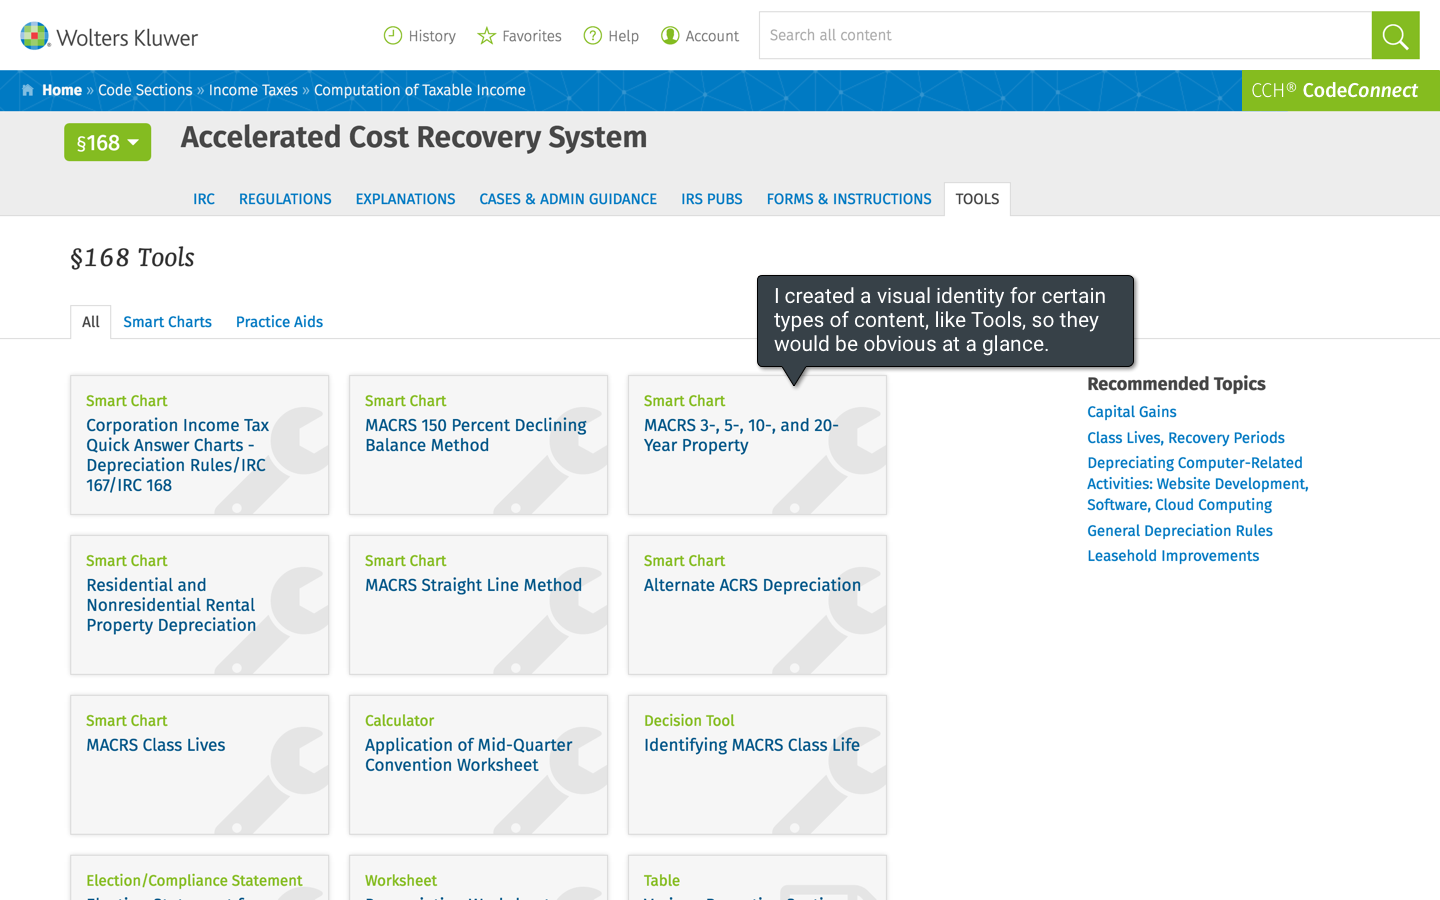 Wolters Kluwer
History
Favorites
Help
Account
Search all content
Home » Code Sections » Income Taxes » Computation of Taxable Income
CCH® CodeConnect
§168
Accelerated Cost Recovery System
IRC
REGULATIONS
EXPLANATIONS
CASES & ADMIN GUIDANCE
IRS PUBS
FORMS & INSTRUCTIONS
TOOLS
§168 Tools
I created a visual identity for certain
types of content, like Tools, so they
would be obvious at a glance.
All
Smart Charts
Practice Aids
Smart Chart
Corporation Income Tax
Quick Answer Charts -
Depreciation Rules/IRC
167/IRC 168
Smart Chart
MACRS 150 Percent Declining
Balance Method
Smart Chart
MACRS 3-, 5-, 10-, and 20-
Year Property
Smart Chart
Residential and
Nonresidential Rental
Property Depreciation
Smart Chart
MACRS Straight Line Method
Smart Chart
Alternate ACRS Depreciation
Smart Chart
MACRS Class Lives
Calculator
Application of Mid-Quarter
Convention Worksheet
Decision Tool
Identifying MACRS Class Life
Election/Compliance Statement
Worksheet
Table
Recommended Topics
Capital Gains
Class Lives, Recovery Periods
Depreciating Computer-Related
Activities: Website Development,
Software, Cloud Computing
General Depreciation Rules
Leasehold Improvements